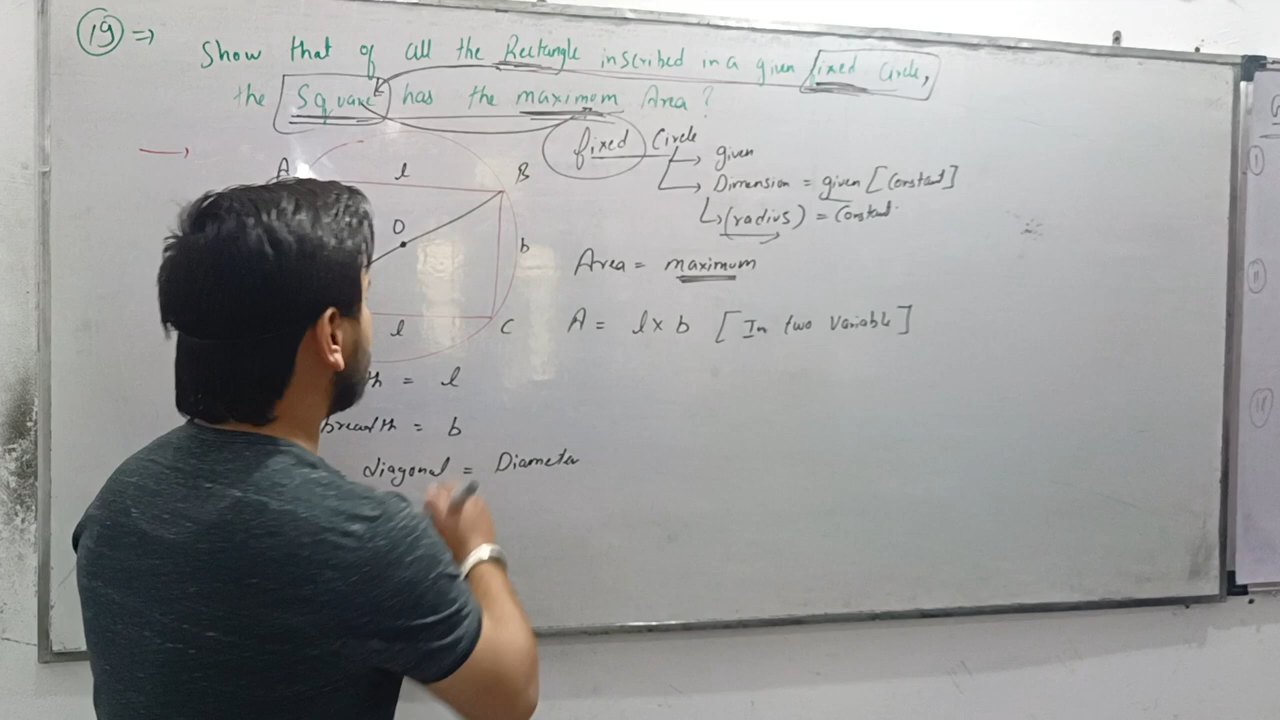 19 ⇒ Show that of all the Rectangle inscribed in a given fixed Circle,
the Square has the maximum Area ?
fixed Circle
→ given
→ Dimension = given [Constant]
↳ (radius) = Constant.
A l B
O b
l C
Area = maximum
A = l × b [In two variable]
= l
breadth = b
diagonal = Diameter